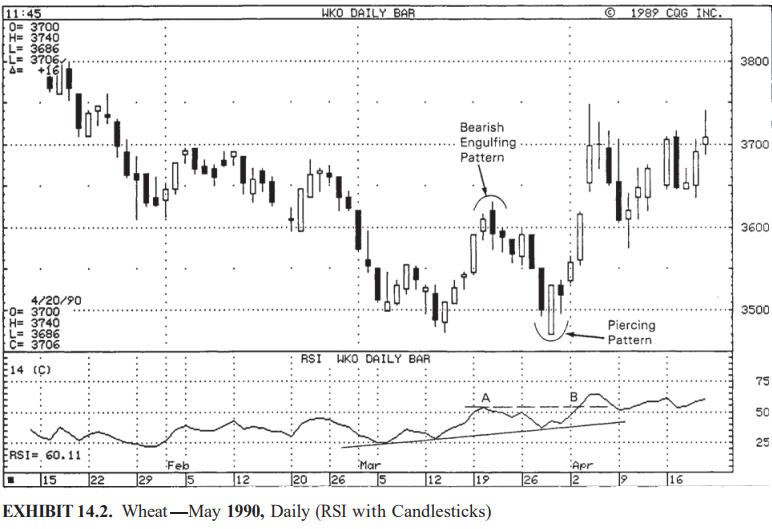 11:45 WKO DAILY BAR © 1989 CQG INC.
O= 3700
H= 3740
L= 3686
L= 3706/
Δ= +16
3800
Bearish
Engulfing
Pattern
3700
3600
4/20/90
O= 3700
H= 3740
L= 3686
C= 3706
3500
Piercing
Pattern
RSI WKO DAILY BAR
14 (C)
75
A B
50
25
RSI= 60.11
Feb Mar Apr
15 22 29 5 12 20 26 5 12 19 26 2 9 16
EXHIBIT 14.2. Wheat—May 1990, Daily (RSI with Candlesticks)